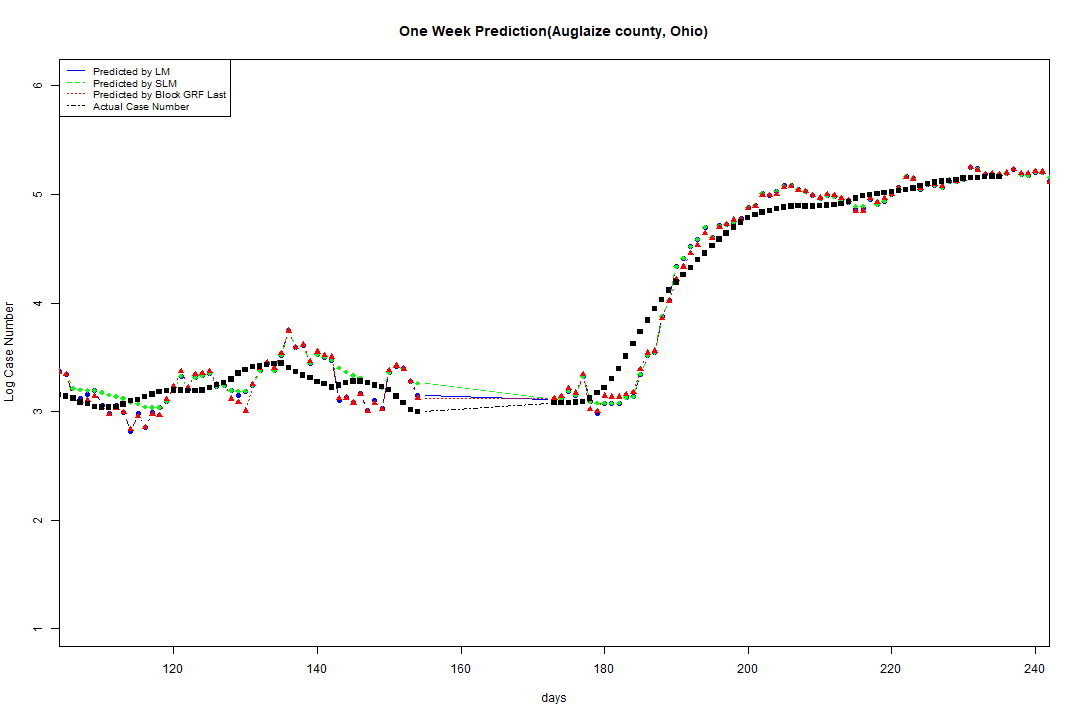 One Week Prediction(Auglaize county, Ohio)
Predicted by LM
Predicted by SLM
Predicted by Block GRF Last
Actual Case Number
6
5
4
3
2
1
Log Case Number
120 140 160 180 200 220 240
days